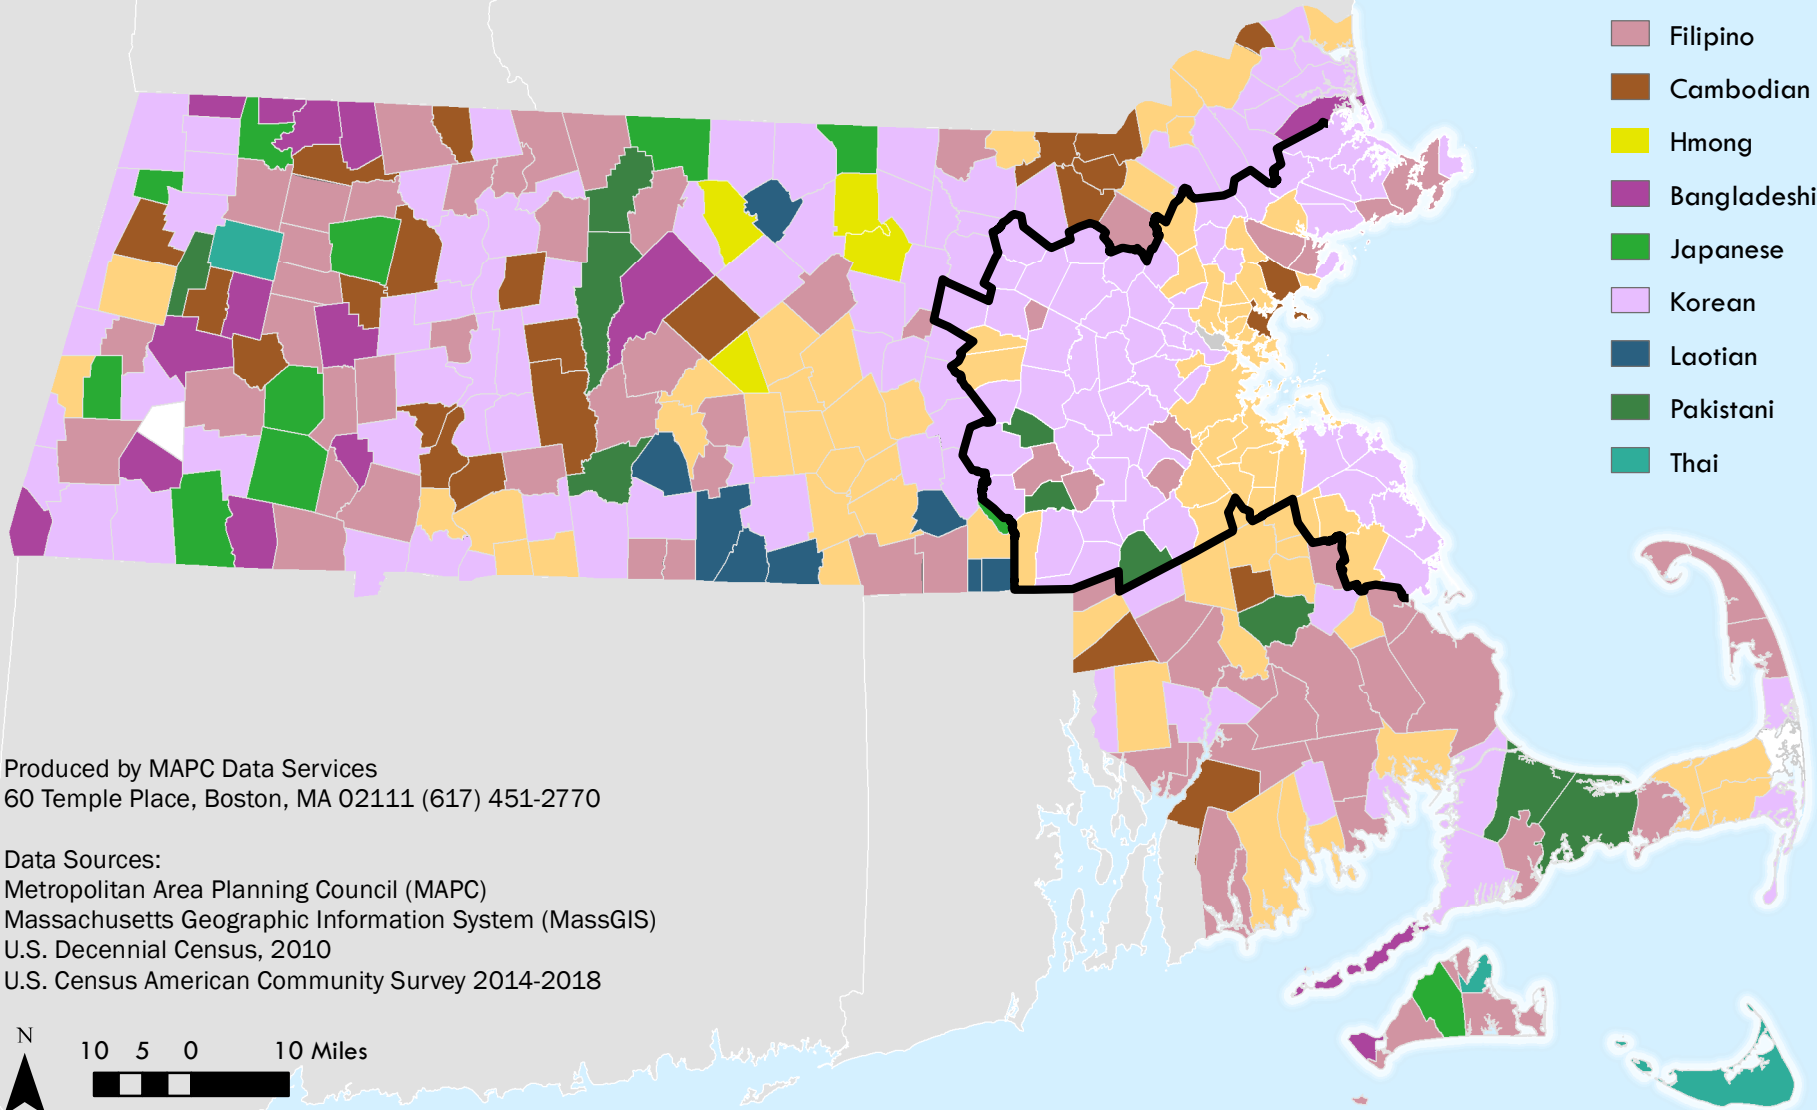 Filipino
Cambodian
Hmong
Bangladeshi
Japanese
Korean
Laotian
Pakistani
Thai
Produced by MAPC Data Services
60 Temple Place, Boston, MA 02111 (617) 451-2770
Data Sources:
Metropolitan Area Planning Council (MAPC)
Massachusetts Geographic Information System (MassGIS)
U.S. Decennial Census, 2010
U.S. Census American Community Survey 2014-2018
N
10 5 0 10 Miles